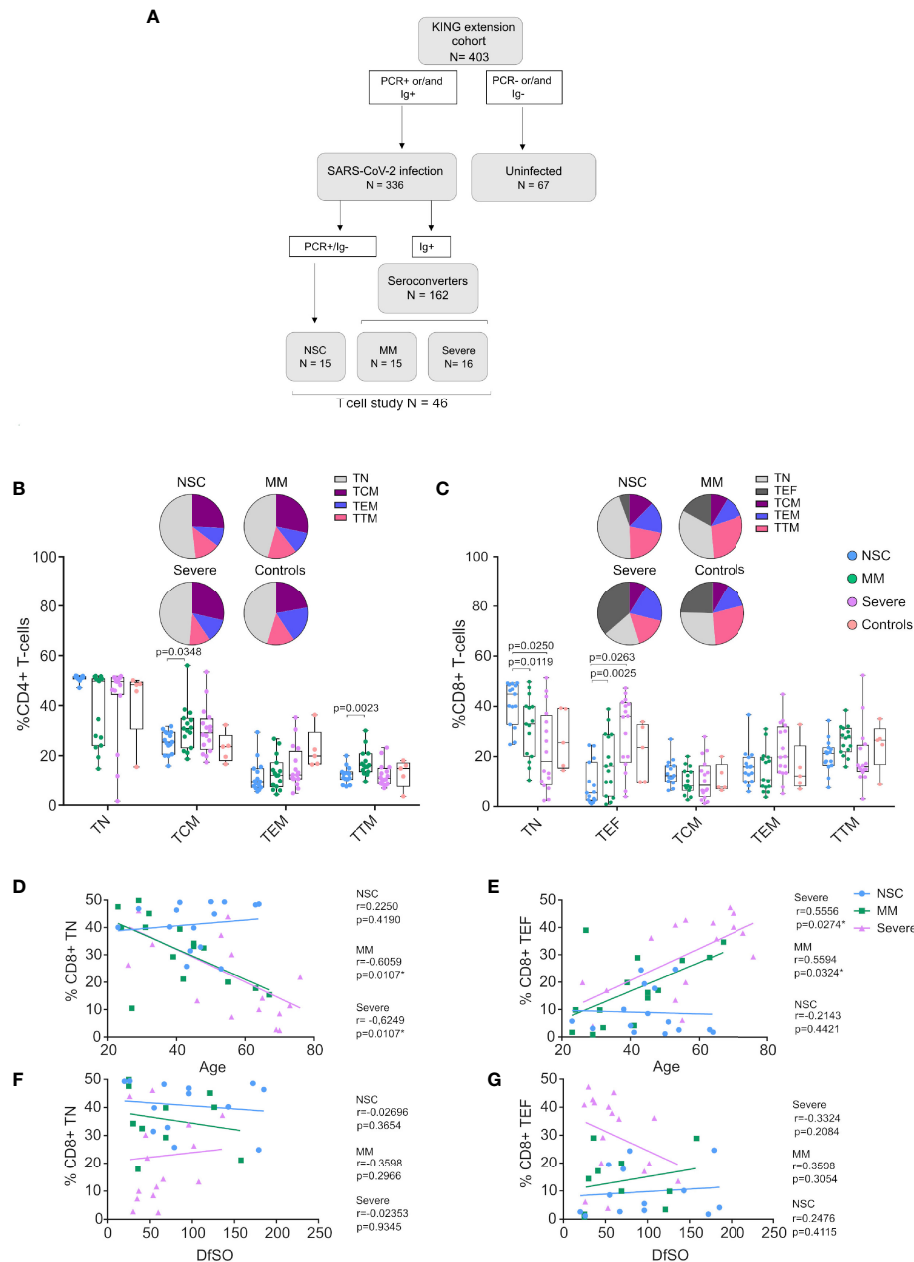 A
KING extension
cohort
N= 403
PCR+ or/and
Ig+
PCR- or/and
Ig-
SARS-CoV-2 infection
N = 336
Uninfected
N = 67
PCR+/Ig-
Ig+
Seroconverters
N = 162
NSC
N = 15
MM
N = 15
Severe
N= 16
T cell study N = 46
B
NSC
MM
TN
TCM
TEM
TTM
Severe
Controls
100
80
60
40
20
0
%CD4+ T-cells
p=0.0348
p=0.0023
TN
TCM
TEM
TTM
C
NSC
MM
TN
TEF
TCM
TEM
TTM
Severe
Controls
NSC
MM
Severe
Controls
100
80
60
40
20
0
%CD8+ T-cells
p=0.0250
p=0.0119
p=0.0263
p=0.0025
TN
TEF
TCM
TEM
TTM
D
50
40
30
20
10
0
% CD8+ TN
20
40
60
80
Age
NSC
r=0.2250
p=0.4190
MM
r=-0.6059
p=0.0107*
Severe
r= -0,6249
p=0.0107*
E
50
40
30
20
10
0
% CD8+ TEF
20
40
60
80
Age
Severe
r=0.5556
p=0.0274*
MM
r=0.5594
p=0.0324*
NSC
r=-0.2143
p=0.4421
NSC
MM
Severe
F
50
40
30
20
10
0
% CD8+ TN
0
50
100
150
200
250
DfSO
NSC
r=-0.02696
p=0.3654
MM
r=-0.3598
p=0.2966
Severe
r=-0.02353
p=0.9345
G
50
40
30
20
10
0
% CD8+ TEF
0
50
100
150
200
250
DfSO
Severe
r=-0.3324
p=0.2084
MM
r=0.3598
p=0.3054
NSC
r=0.2476
p=0.4115